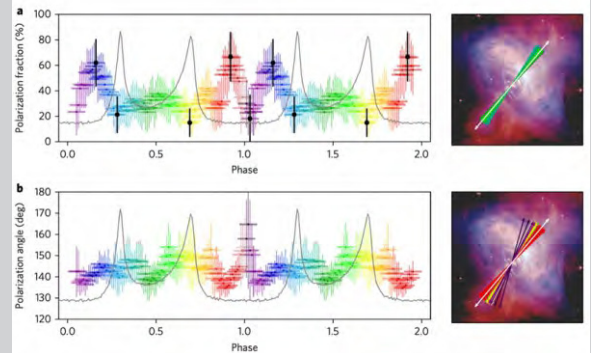 a
Polarization fraction (%)
100
80
60
40
20
0
0.0 0.5 1.0 1.5 2.0
Phase
b
Polarization angle (deg)
180
170
160
150
140
130
120
0.0 0.5 1.0 1.5 2.0
Phase